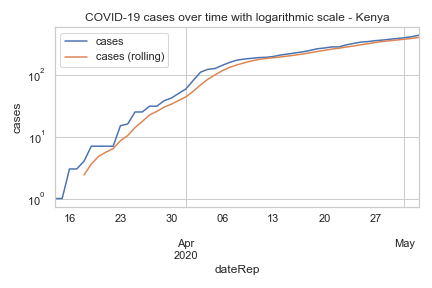 COVID-19 cases over time with logarithmic scale - Kenya
cases
cases (rolling)
10²
10¹
10⁰
cases
16 23 30 06 13 20 27
Apr May
2020
dateRep